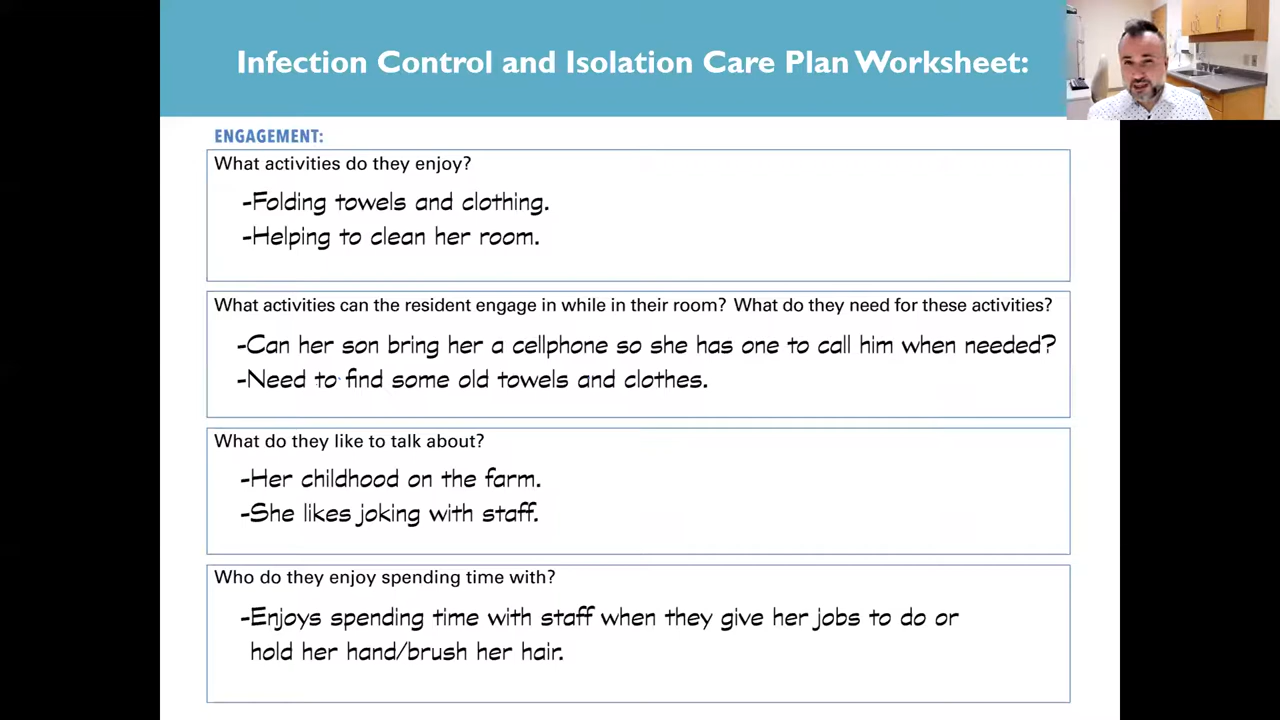 Infection Control and Isolation Care Plan Worksheet:
ENGAGEMENT:
What activities do they enjoy?
-Folding towels and clothing.
-Helping to clean her room.
What activities can the resident engage in while in their room? What do they need for these activities?
-Can her son bring her a cellphone so she has one to call him when needed?
-Need to find some old towels and clothes.
What do they like to talk about?
-Her childhood on the farm.
-She likes joking with staff.
Who do they enjoy spending time with?
-Enjoys spending time with staff when they give her jobs to do or
hold her hand/brush her hair.